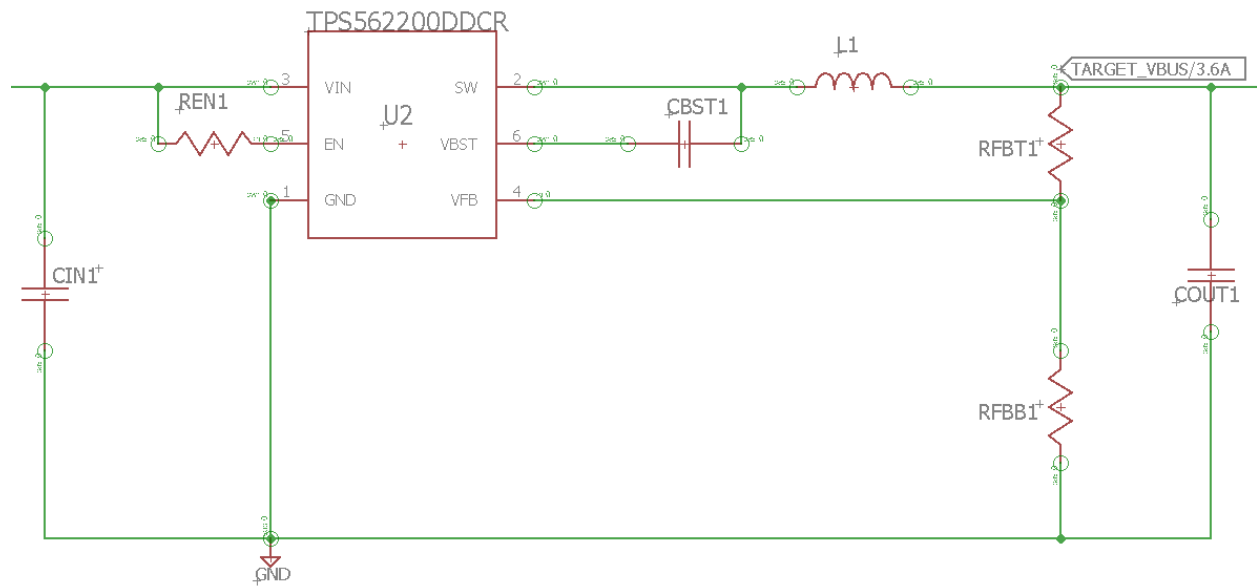 TPS562200DDCR
L1
TARGET_VBUS/3.6A
3 VIN SW 2
REN1
U2
CBST1
5 EN VBST 6
RFBT1
1 GND VFB 4
CIN1
COUT1
RFBB1
GND